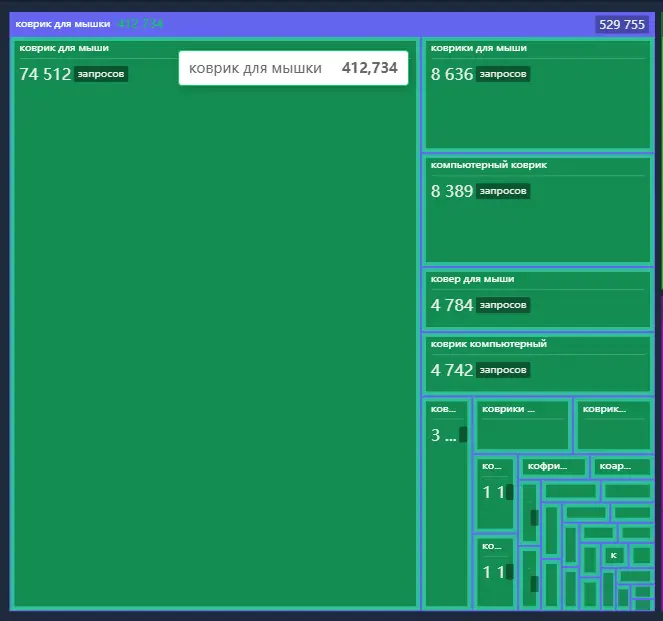 коврик для мышки 412 734
529 755
коврик для мыши
74 512 запросов
коврик для мышки 412,734
коврики для мыши
8 636 запросов
компьютерный коврик
8 389 запросов
ковер для мыши
4 784 запросов
коврик компьютерный
4 742 запросов
ков...
3 ...
коврики ...
коврик...
ко...
1 1
кофри...
коар...
ко...
1 1
к